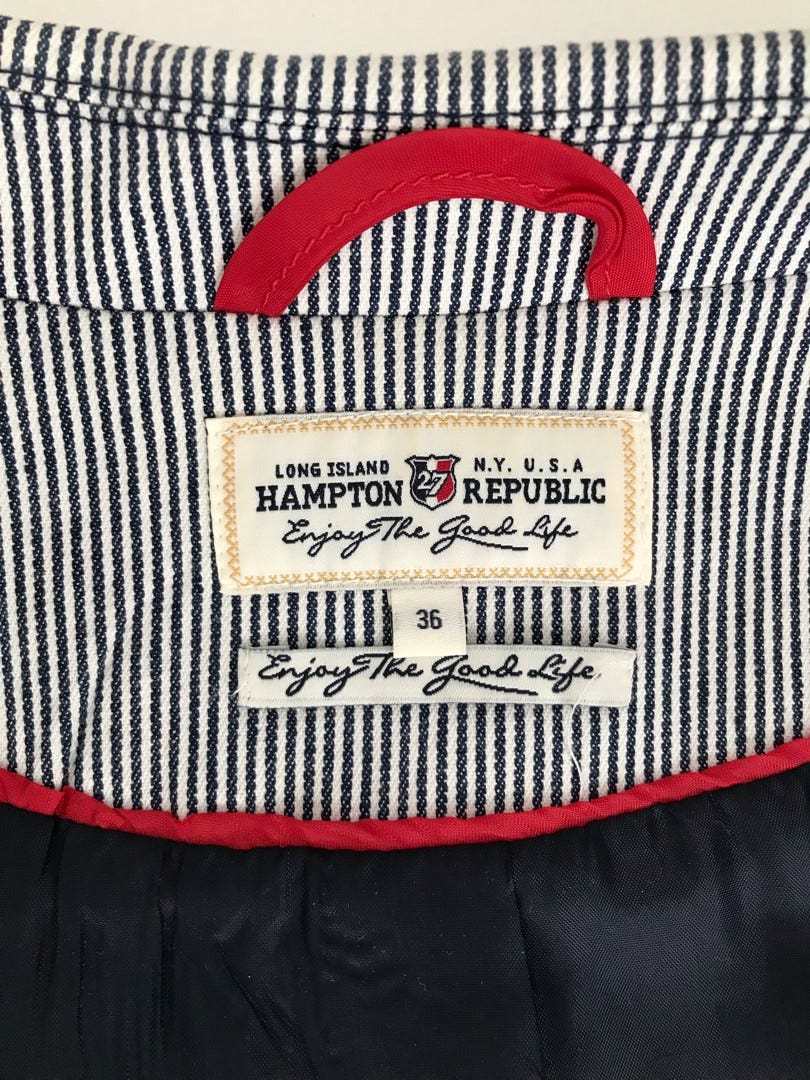 LONG ISLAND 27 N.Y. U.S.A
HAMPTON REPUBLIC
Enjoy The Good Life
36
Enjoy The Good Life